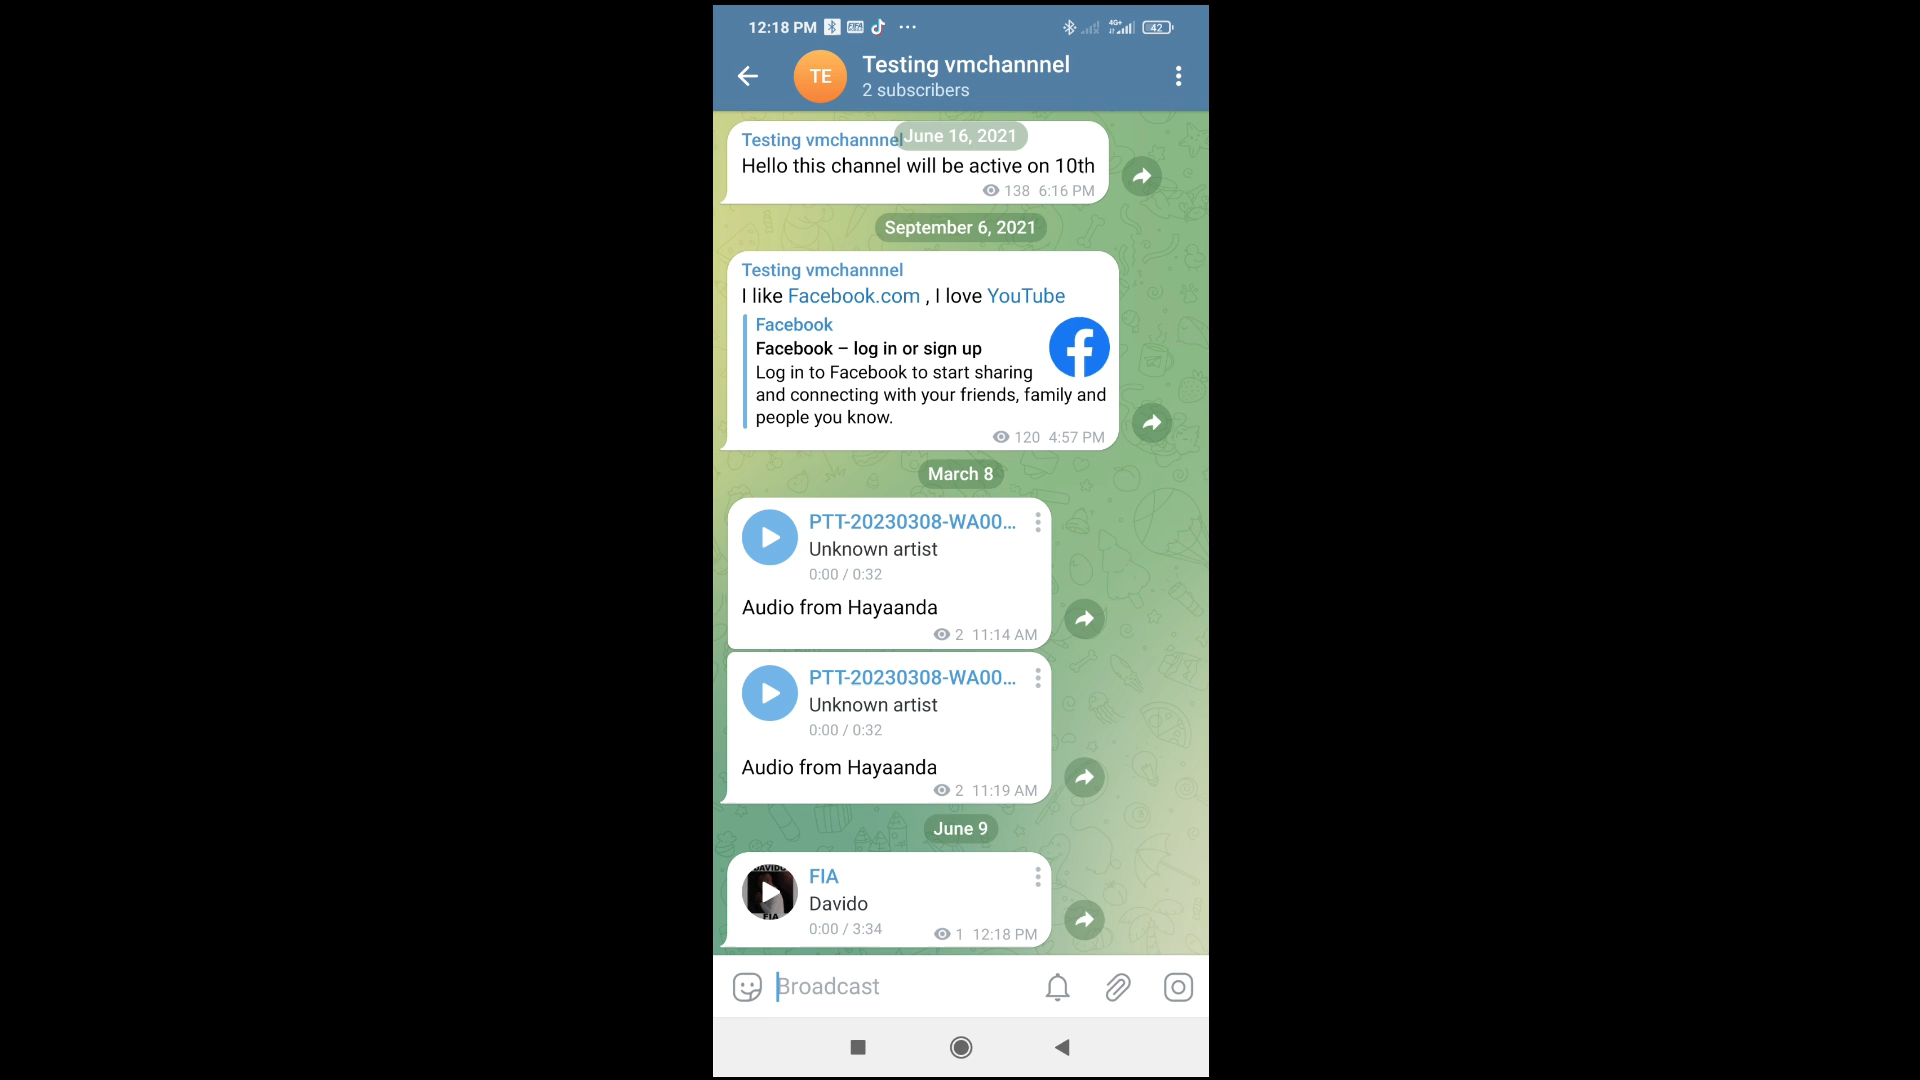 12:18 PM
4G+
42
TE
Testing vmchannnel
2 subscribers
Testing vmchannnel
June 16, 2021
Hello this channel will be active on 10th
138 6:16 PM
September 6, 2021
Testing vmchannnel
I like Facebook.com , I love YouTube
Facebook
Facebook – log in or sign up
Log in to Facebook to start sharing
and connecting with your friends, family and
people you know.
120 4:57 PM
March 8
PTT-20230308-WA00...
Unknown artist
0:00 / 0:32
Audio from Hayaanda
2 11:14 AM
PTT-20230308-WA00...
Unknown artist
0:00 / 0:32
Audio from Hayaanda
2 11:19 AM
June 9
DAVIDO
FIA
FIA
Davido
0:00 / 3:34
1 12:18 PM
Broadcast